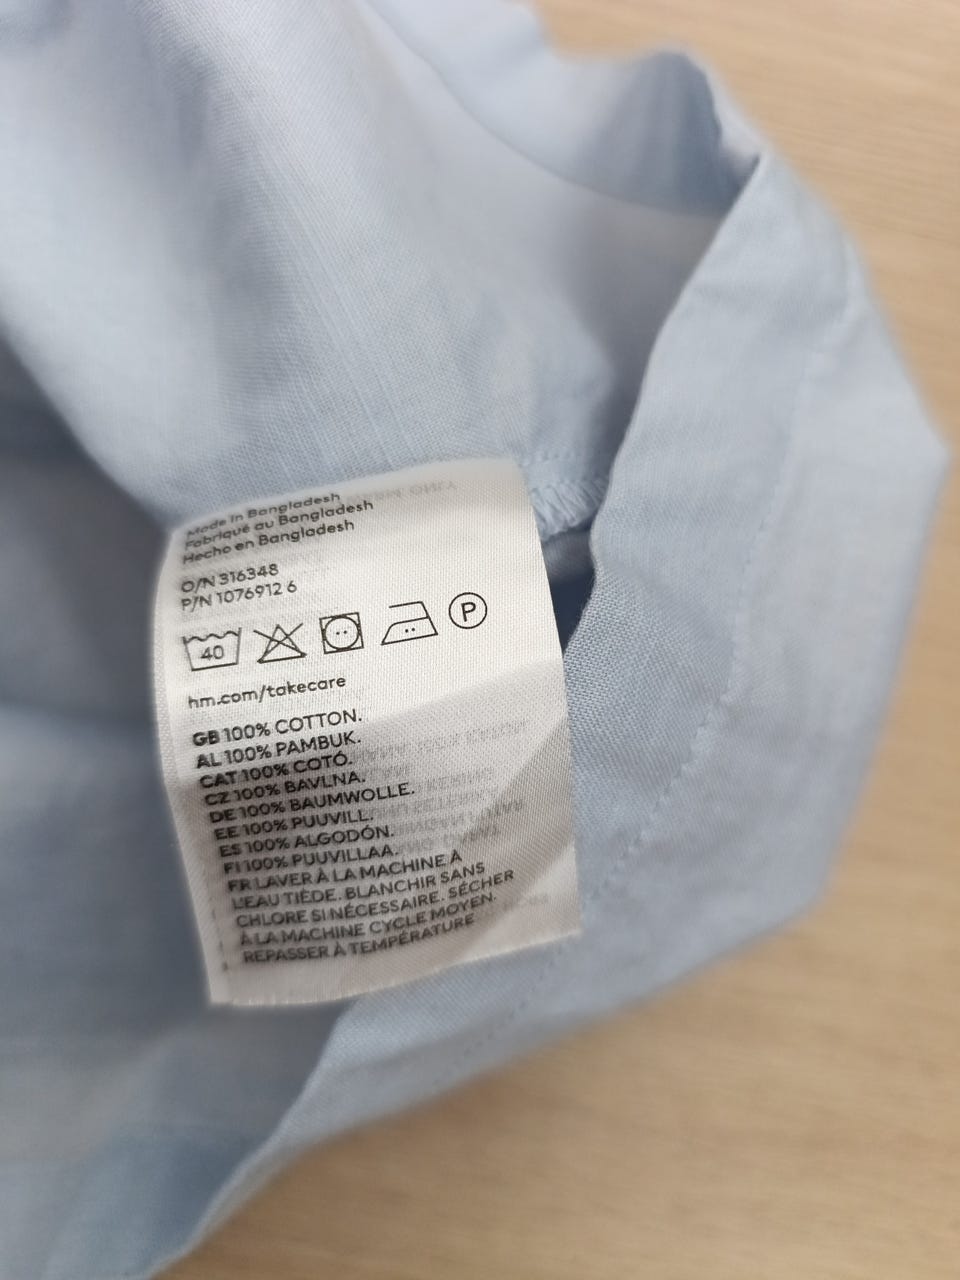 Made in Bangladesh
Fabriqué au Bangladesh
Hecho en Bangladesh
O/N 316348
P/N 1076912 6
40
P
hm.com/takecare
GB 100% COTTON.
AL 100% PAMBUK.
CAT 100% COTÓ.
CZ 100% BAVLNA.
DE 100% BAUMWOLLE.
EE 100% PUUVILL.
ES 100% ALGODÓN.
FI 100% PUUVILLAA.
FR LAVER À LA MACHINE À
L'EAU TIÈDE. BLANCHIR SANS
CHLORE SI NÉCESSAIRE. SÉCHER
À LA MACHINE CYCLE MOYEN.
REPASSER À TEMPÉRATURE